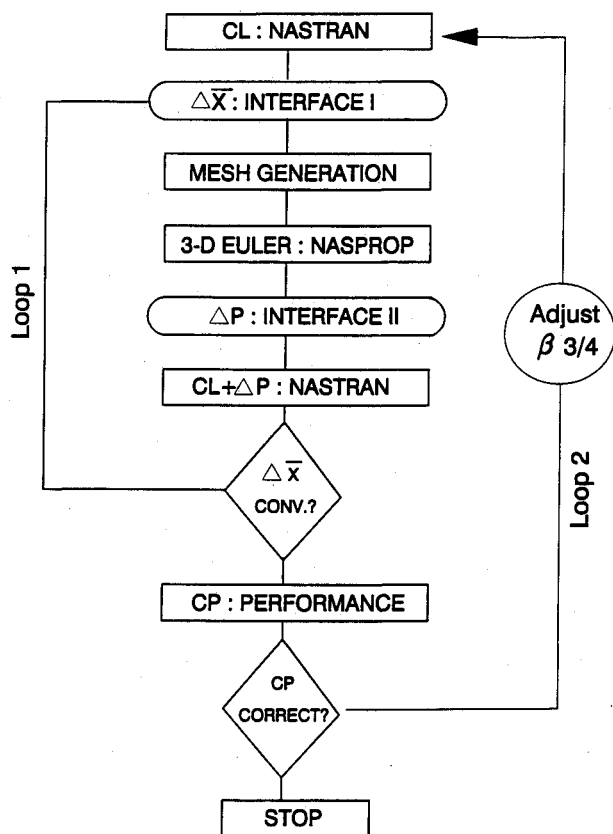 CL : NASTRAN
△X̅ : INTERFACE I
MESH GENERATION
3-D EULER : NASPROP
△P : INTERFACE II
CL+△P : NASTRAN
△ X̅
CONV.?
CP : PERFORMANCE
CP
CORRECT?
STOP
Loop 1
Adjust
β 3/4
Loop 2